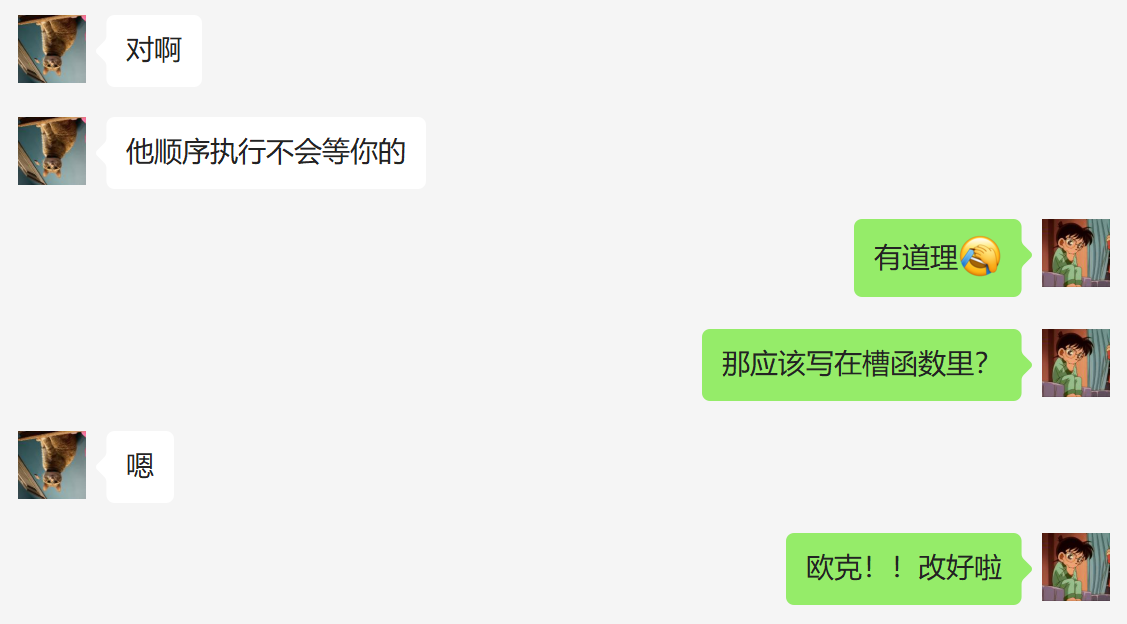 对啊
他顺序执行不会等你的
有道理🤦
那应该写在槽函数里？
嗯
欧克！！改好啦